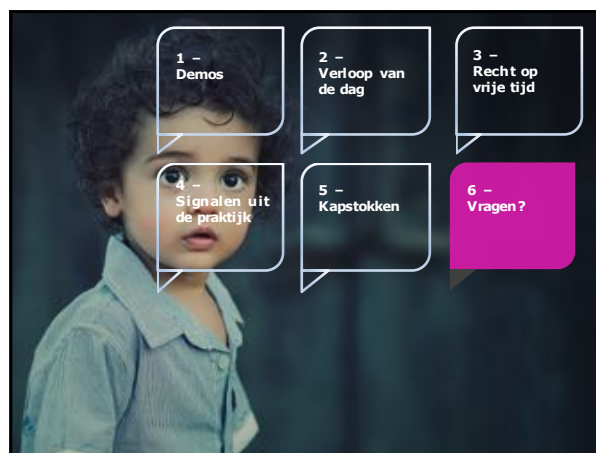 1 –
Demos
2 –
Verloop van
de dag
3 –
Recht op
vrije tijd
4 –
Signalen uit
de praktijk
5 –
Kapstokken
6 –
Vragen?